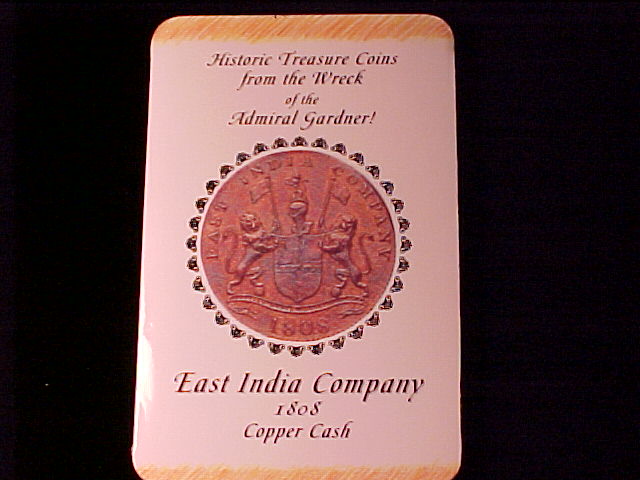 Historic Treasure Coins
from the Wreck
of the
Admiral Gardner!
EAST INDIA COMPANY
1808
East India Company
1808
Copper Cash